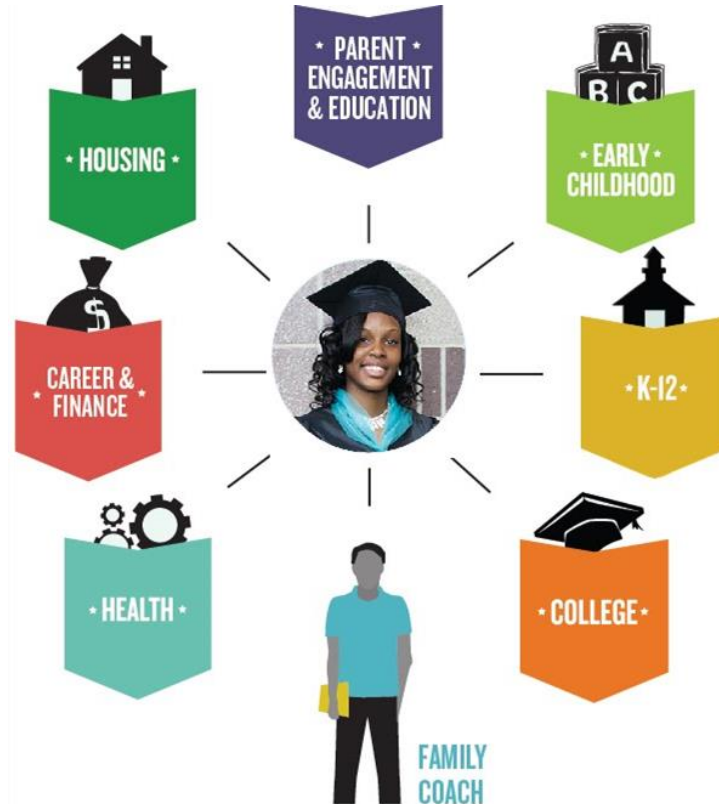 PARENT
ENGAGEMENT
& EDUCATION
HOUSING
A
B C
EARLY
CHILDHOOD
$
CAREER &
FINANCE
K-12
HEALTH
COLLEGE
FAMILY
COACH